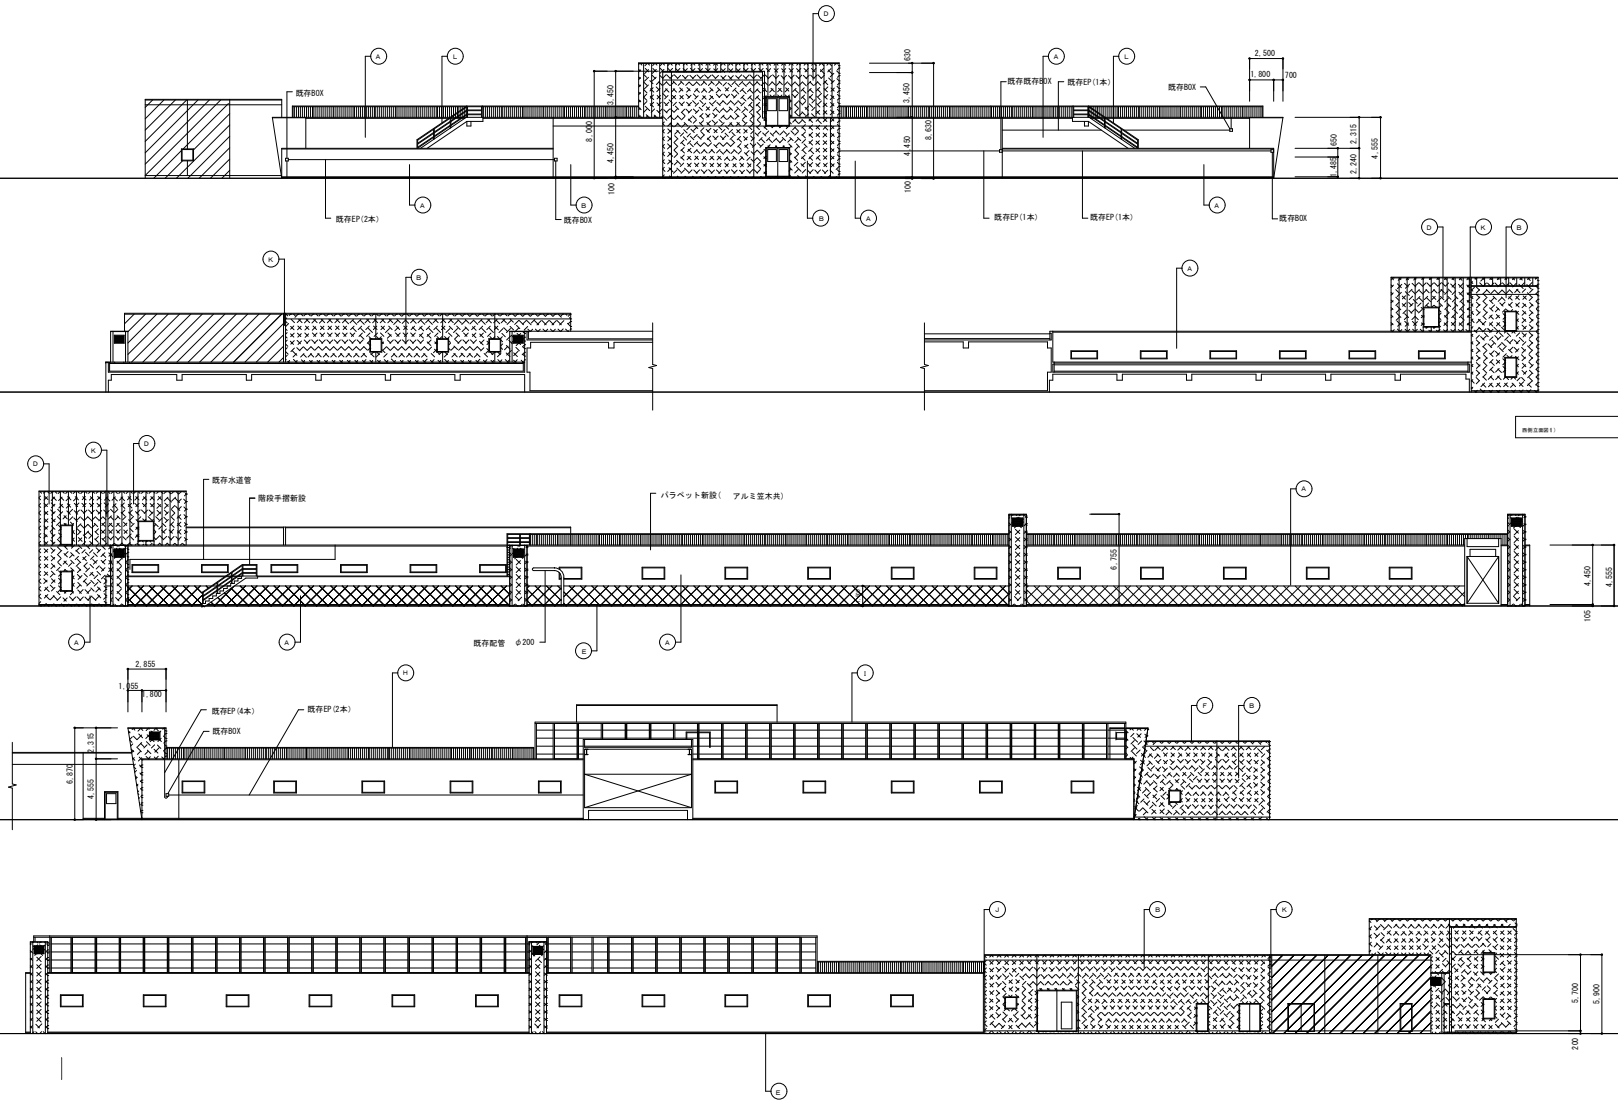 D
A
L
A
L
630
2,500
1,800
700
既存BOX
既存既存BOX
既存EP(1本)
既存BOX
3,450
8,000
4,450
100
3,450
4,450
8,630
100
650
1,485
2,315
2,240
4,555
A
B
B
A
A
既存EP(2本)
既存BOX
既存EP(1本)
既存EP(1本)
既存BOX
K
B
A
D
K
B
D
K
D
既存水道管
階段手摺新設
パラペット新設( アルミ笠木共)
A
6,755
4,450
4,555
105
A
A
既存配管 φ200
E
A
2,855
1,055
1,800
H
I
F
B
既存EP(4本)
既存EP(2本)
既存BOX
2,315
6,870
4,555
J
B
K
5,700
5,900
200
E